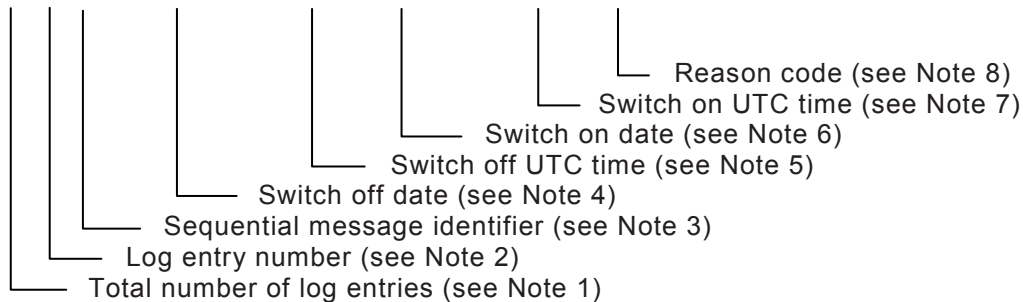 Reason code (see Note 8)
Switch on UTC time (see Note 7)
Switch on date (see Note 6)
Switch off UTC time (see Note 5)
Switch off date (see Note 4)
Sequential message identifier (see Note 3)
Log entry number (see Note 2)
Total number of log entries (see Note 1)